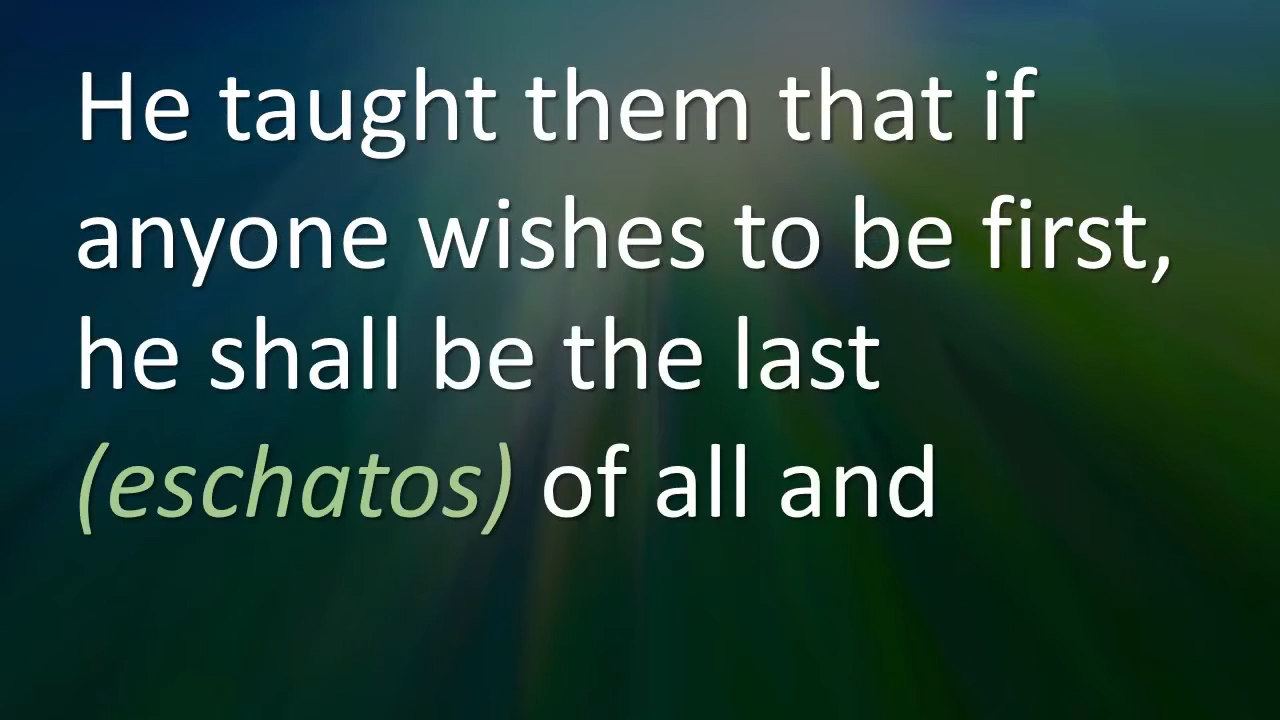 He taught them that if
anyone wishes to be first,
he shall be the last
(eschatos) of all and